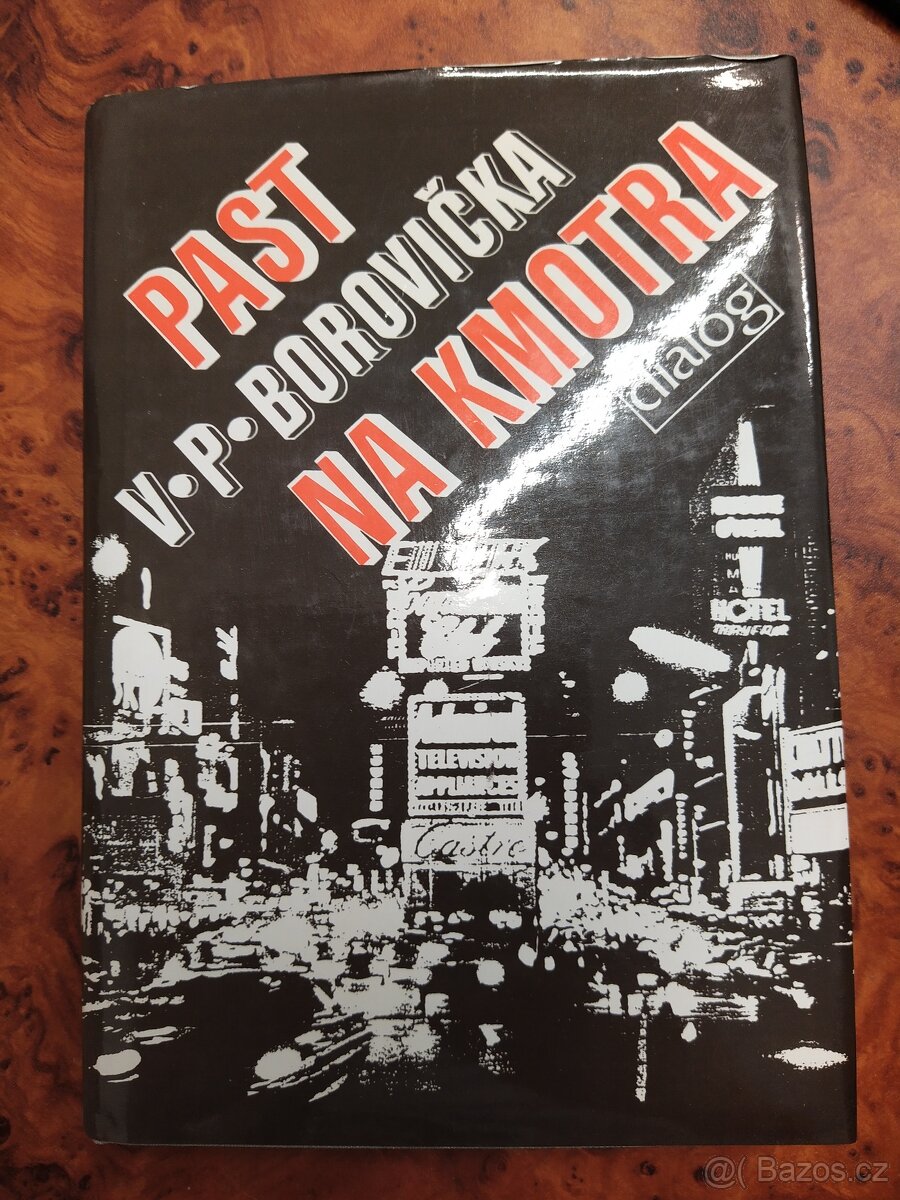 PAST
V·P·BOROVIČKA
NA KMOTRA
dialog
HOTEL
TELEVISION
APPLIANCES
Castro
@( Bazos.cz